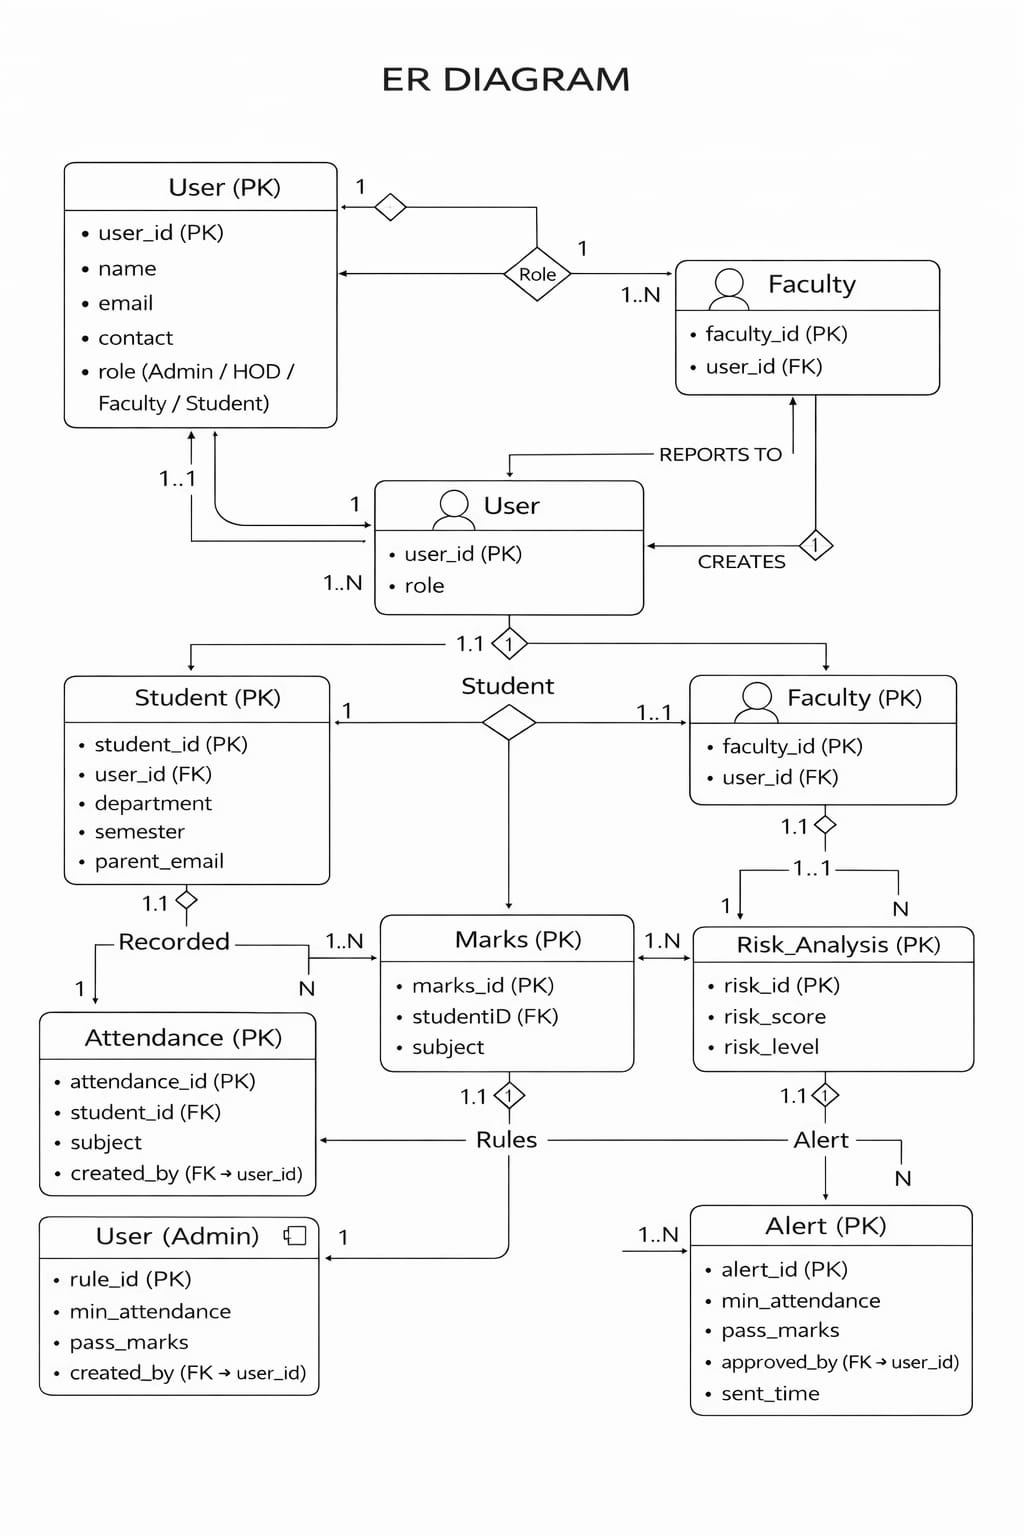 ER DIAGRAM
User (PK)
• user_id (PK)
• name
• email
• contact
• role (Admin / HOD /
Faculty / Student)
1
Role
1
1..N
Faculty
• faculty_id (PK)
• user_id (FK)
REPORTS TO
1..1
1
1..N
User
• user_id (PK)
• role
1
CREATES
1.1
1
Student
Student (PK)
• student_id (PK)
• user_id (FK)
• department
• semester
• parent_email
1
1..1
Faculty (PK)
• faculty_id (PK)
• user_id (FK)
1.1
1..1
1
N
1.1
Recorded
1
N
1..N
Marks (PK)
• marks_id (PK)
• studentiD (FK)
• subject
1.N
Risk_Analysis (PK)
• risk_id (PK)
• risk_score
• risk_level
Attendance (PK)
• attendance_id (PK)
• student_id (FK)
• subject
• created_by (FK → user_id)
1.1
1
Rules
1.1
1
Alert
N
User (Admin)
• rule_id (PK)
• min_attendance
• pass_marks
• created_by (FK → user_id)
1
1..N
Alert (PK)
• alert_id (PK)
• min_attendance
• pass_marks
• approved_by (FK → user_id)
• sent_time